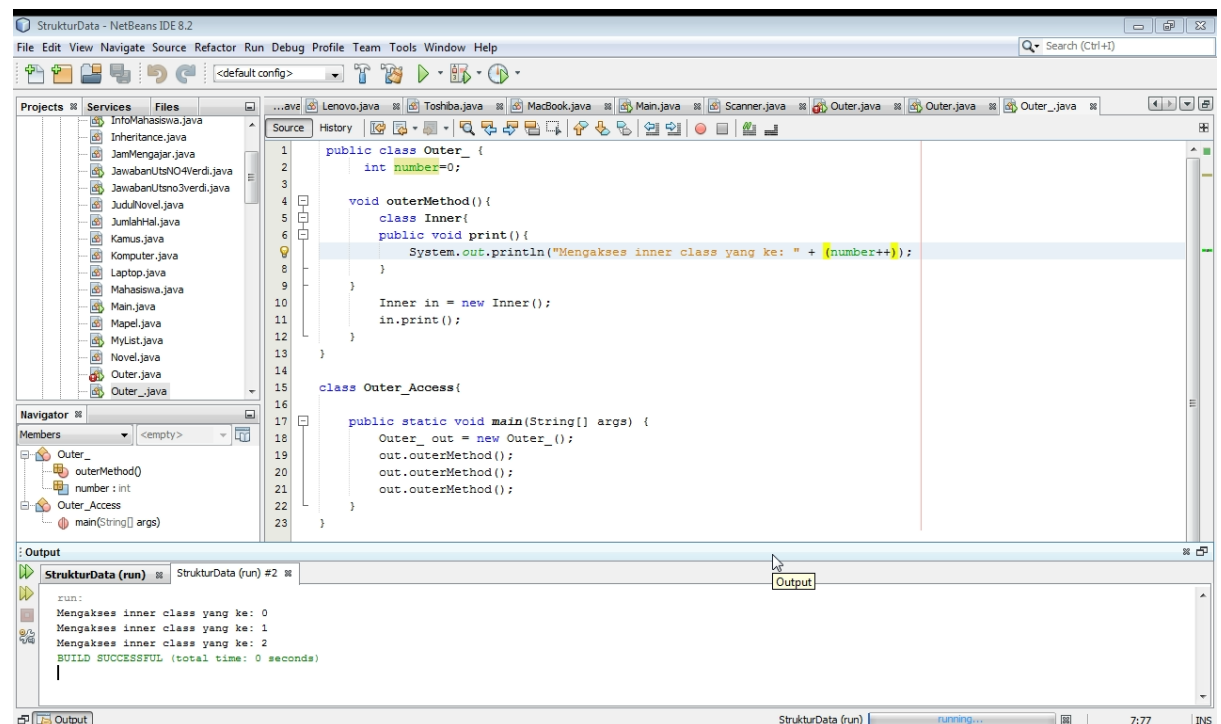 StrukturData - NetBeans IDE 8.2
File Edit View Navigate Source Refactor Run Debug Profile Team Tools Window Help
Search (Ctrl+I)
<default config>
Projects Services Files
...ava Lenovo.java Toshiba.java MacBook.java Main.java Scanner.java Outer.java Outer.java Outer_.java
Source History
InfoMahasiswa.java
Inheritance.java
JamMengajar.java
JawabanUtsNO4Verdi.java
JawabanUtsno3verdi.java
JudulNovel.java
JumlahHal.java
Kamus.java
Komputer.java
Laptop.java
Mahasiswa.java
Main.java
Mapel.java
MyList.java
Novel.java
Outer.java
Outer_.java
Navigator
Members <empty>
Outer_
outerMethod()
number : int
Outer_Access
main(String[] args)
1 public class Outer_ {
2 int number=0;
3
4 void outerMethod(){
5 class Inner{
6 public void print(){
System.out.println("Mengakses inner class yang ke: " + (number++));
8 }
9 }
10 Inner in = new Inner();
11 in.print();
12 }
13 }
14
15 class Outer_Access{
16
17 public static void main(String[] args) {
18 Outer_ out = new Outer_();
19 out.outerMethod();
20 out.outerMethod();
21 out.outerMethod();
22 }
23 }
Output
StrukturData (run) StrukturData (run) #2
Output
run:
Mengakses inner class yang ke: 0
Mengakses inner class yang ke: 1
Mengakses inner class yang ke: 2
BUILD SUCCESSFUL (total time: 0 seconds)
Output
StrukturData (run) running... 7:77 INS